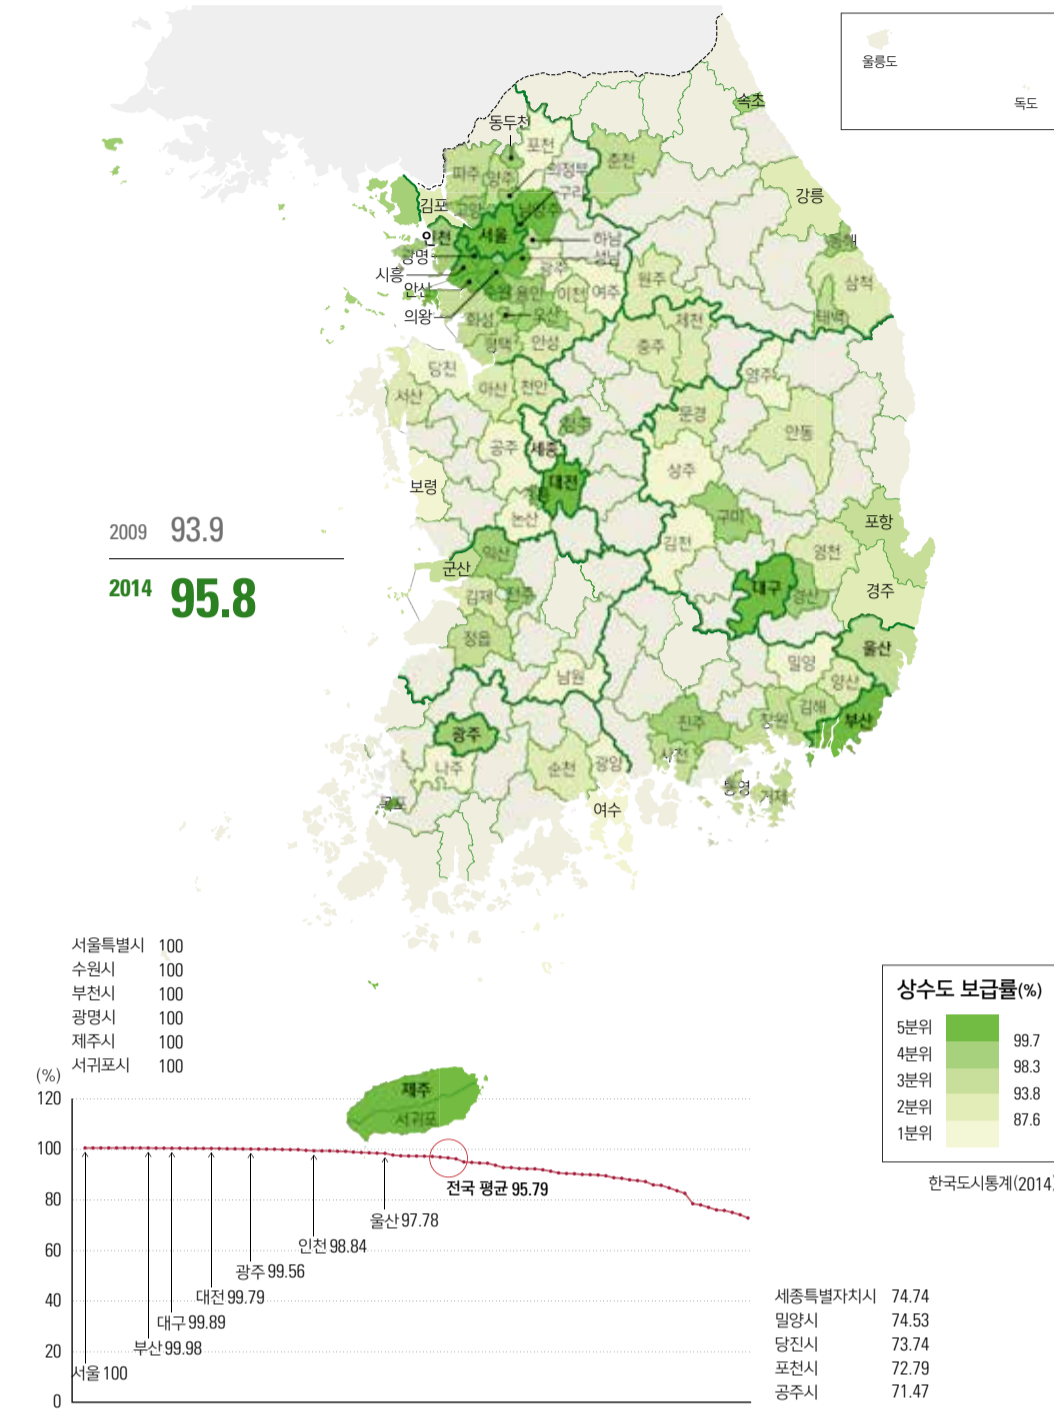 울릉도
독도
속초
동두천
포천
의정부
춘천
파주
양주
구리
강릉
김포
고양
남양주
인천
서울
하남
동해
광명
성남
광주
시흥
삼척
안산
수원
용인
이천
여주
원주
의왕
화성
오산
제천
태백
평택
안성
충주
당진
영주
서산
아산
천안
문경
청주
안동
공주
세종
상주
보령
대전
계룡
논산
구미
포항
2009 93.9
김천
익산
영천
군산
2014 95.8
김제
전주
대구
경산
경주
정읍
울산
밀양
남원
양산
김해
진주
창원
부산
광주
사천
나주
순천
광양
통영
거제
목포
여수
서울특별시 100
수원시 100
부천시 100
광명시 100
제주시 100
서귀포시 100
상수도 보급률(%)
5분위
99.7
4분위
98.3
3분위
93.8
2분위
87.6
1분위
한국도시통계(2014)
제주
서귀포
(%)
120
100
80
60
40
20
0
전국 평균 95.79
울산 97.78
인천 98.84
광주 99.56
대전 99.79
대구 99.89
부산 99.98
서울 100
세종특별자치시 74.74
밀양시 74.53
당진시 73.74
포천시 72.79
공주시 71.47